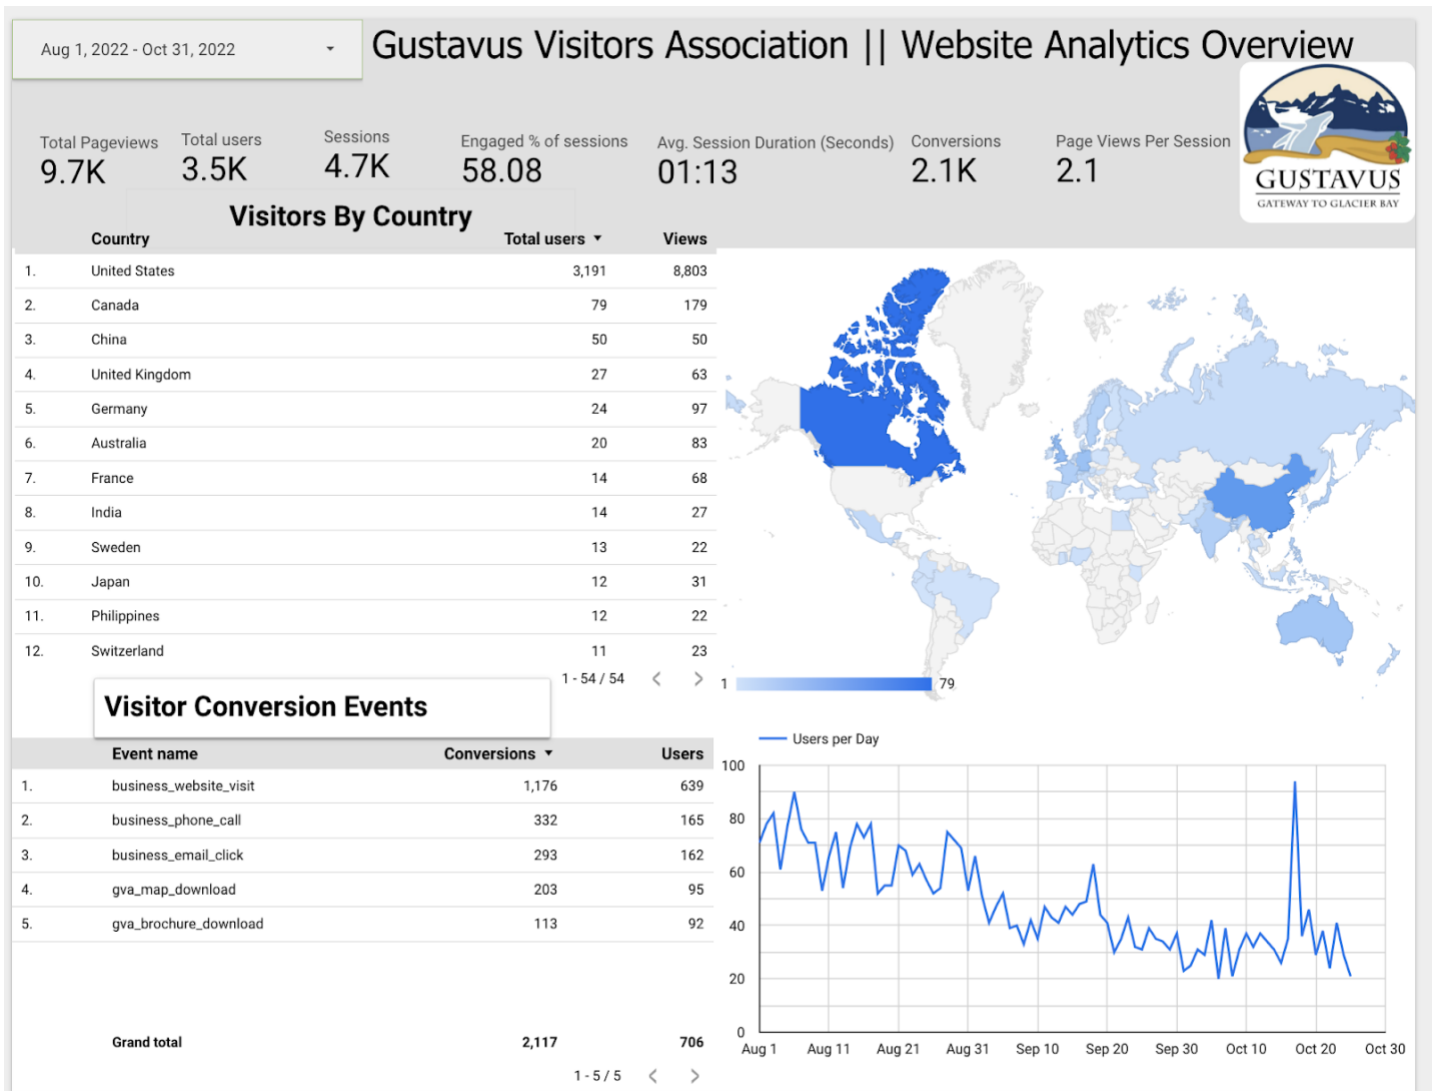 Aug 1, 2022 - Oct 31, 2022
Gustavus Visitors Association || Website Analytics Overview
Total Pageviews
9.7K
Total users
3.5K
Sessions
4.7K
Engaged % of sessions
58.08
Avg. Session Duration (Seconds)
01:13
Conversions
2.1K
Page Views Per Session
2.1
GUSTAVUS
GATEWAY TO GLACIER BAY
Visitors By Country
Country Total users Views
1. United States 3,191 8,803
2. Canada 79 179
3. China 50 50
4. United Kingdom 27 63
5. Germany 24 97
6. Australia 20 83
7. France 14 68
8. India 14 27
9. Sweden 13 22
10. Japan 12 31
11. Philippines 12 22
12. Switzerland 11 23
1 - 54 / 54
1 79
Visitor Conversion Events
Event name Conversions Users
1. business_website_visit 1,176 639
2. business_phone_call 332 165
3. business_email_click 293 162
4. gva_map_download 203 95
5. gva_brochure_download 113 92
Grand total 2,117 706
1 - 5 / 5
Users per Day
100
80
60
40
20
0
Aug 1 Aug 11 Aug 21 Aug 31 Sep 10 Sep 20 Sep 30 Oct 10 Oct 20 Oct 30